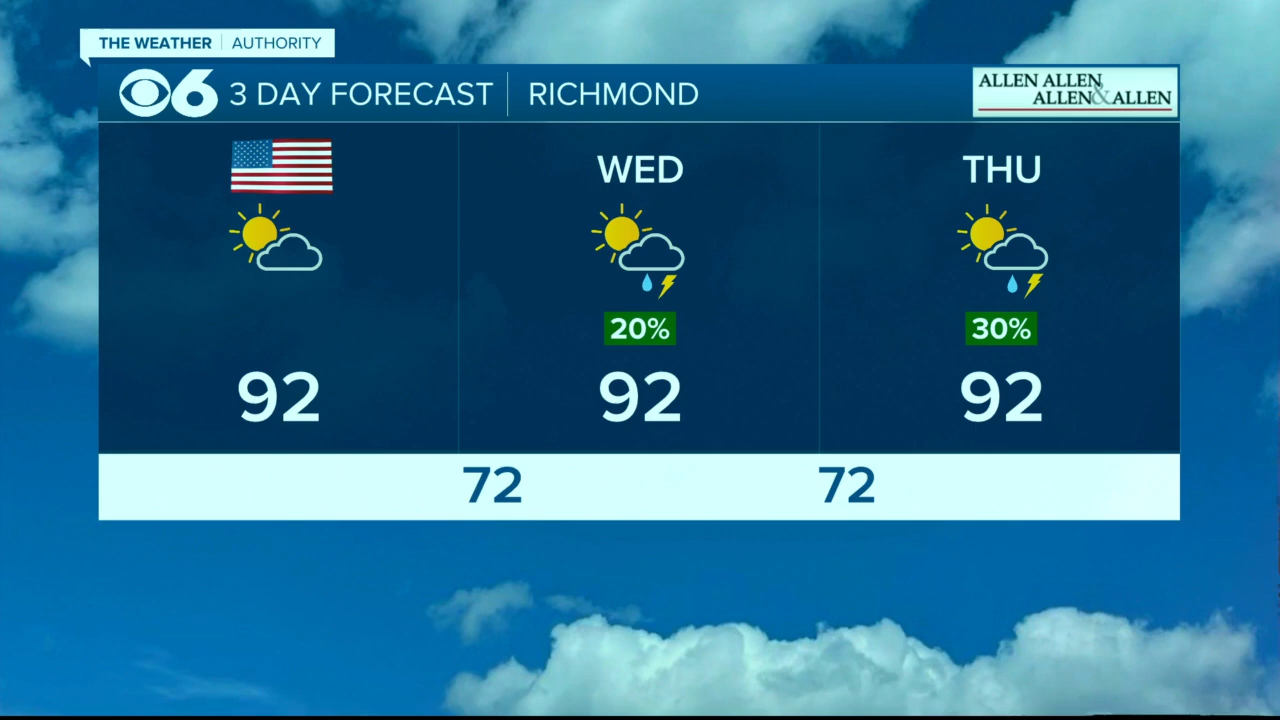 THE WEATHER AUTHORITY
6 3 DAY FORECAST RICHMOND
ALLEN ALLEN
ALLEN & ALLEN
WED THU
20% 30%
92 92 92
72 72